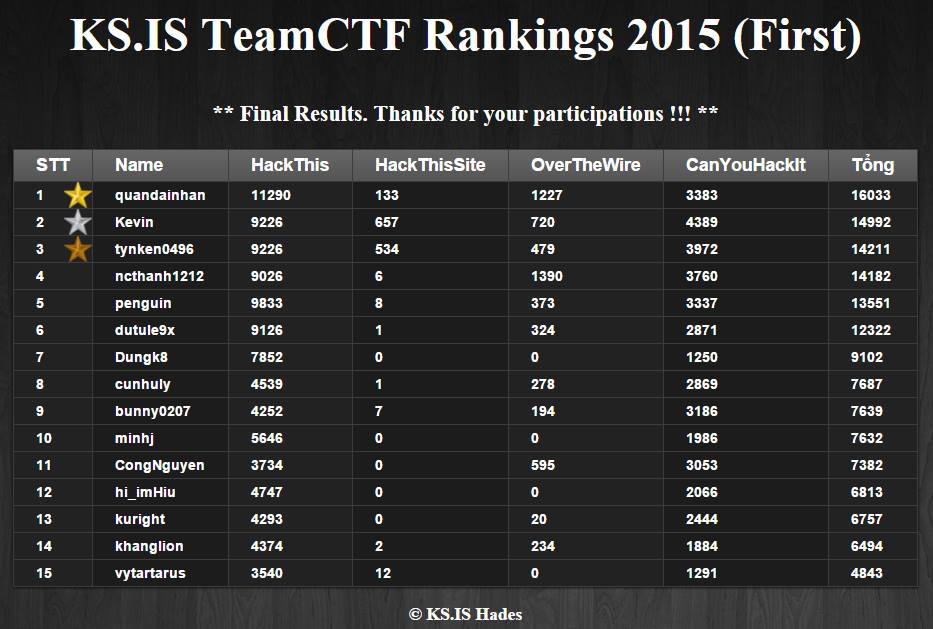 KS.IS TeamCTF Rankings 2015 (First)
** Final Results. Thanks for your participations !!! **
STT Name HackThis HackThisSite OverTheWire CanYouHackIt Tổng
1 quandainhan 11290 133 1227 3383 16033
2 Kevin 9226 657 720 4389 14992
3 tynken0496 9226 534 479 3972 14211
4 ncthanh1212 9026 6 1390 3760 14182
5 penguin 9833 8 373 3337 13551
6 dutule9x 9126 1 324 2871 12322
7 Dungk8 7852 0 0 1250 9102
8 cunhuly 4539 1 278 2869 7687
9 bunny0207 4252 7 194 3186 7639
10 minhj 5646 0 0 1986 7632
11 CongNguyen 3734 0 595 3053 7382
12 hi_imHiu 4747 0 0 2066 6813
13 kuright 4293 0 20 2444 6757
14 khanglion 4374 2 234 1884 6494
15 vytartarus 3540 12 0 1291 4843
© KS.IS Hades